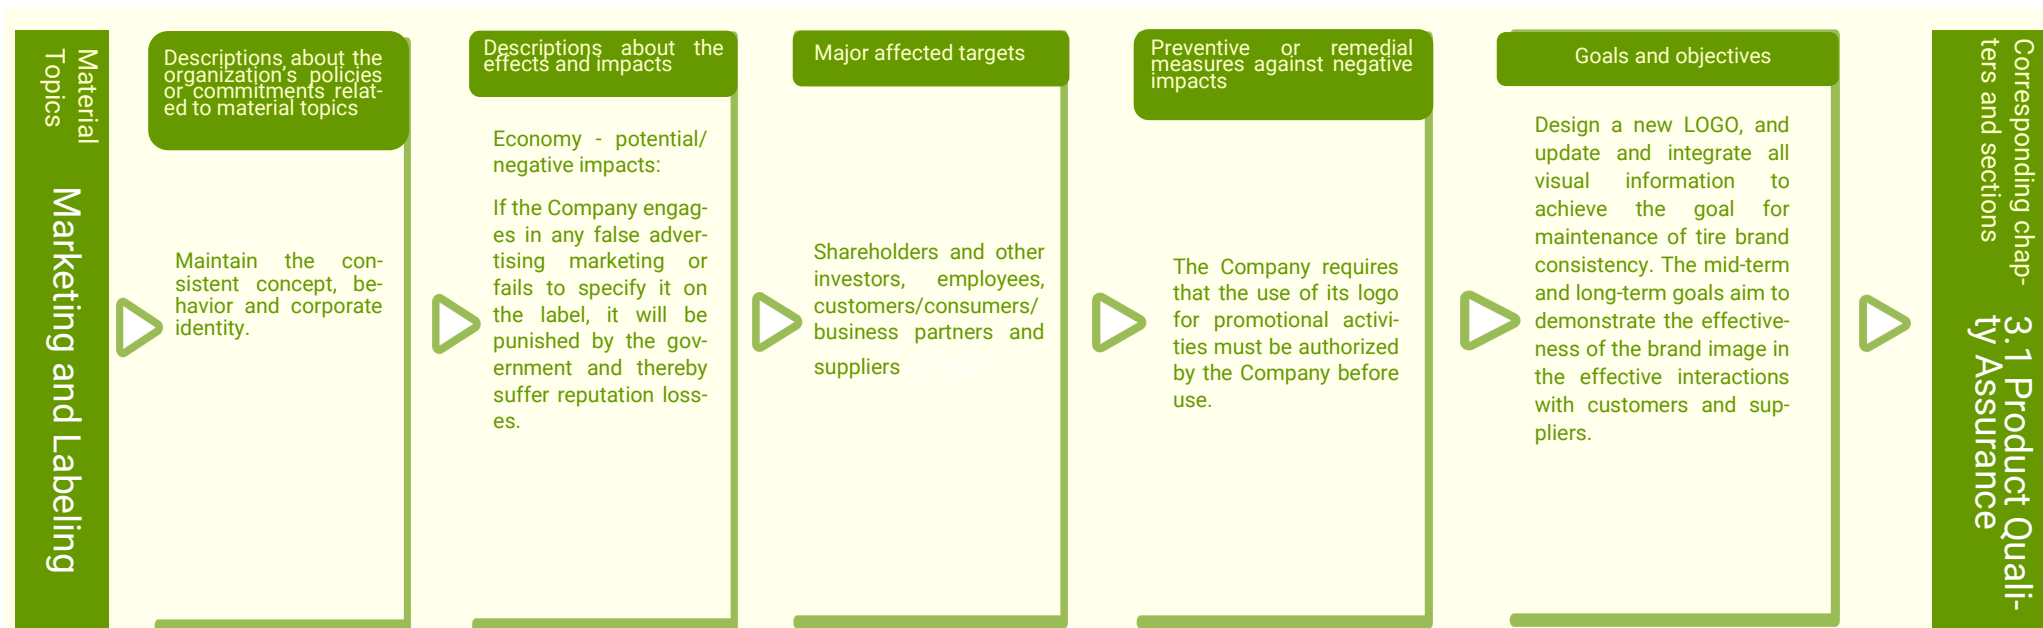 Material
Topics
Marketing and Labeling
Descriptions about the
organization's policies
or commitments relat-
ed to material topics
Maintain the con-
sistent concept, be-
havior and corporate
identity.
Descriptions about the
effects and impacts
Economy - potential/
negative impacts:
If the Company engag-
es in any false adver-
tising marketing or
fails to specify it on
the label, it will be
punished by the gov-
ernment and thereby
suffer reputation loss-
es.
Major affected targets
Shareholders and other
investors, employees,
customers/consumers/
business partners and
suppliers
Preventive or remedial
measures against negative
impacts
The Company requires
that the use of its logo
for promotional activi-
ties must be authorized
by the Company before
use.
Goals and objectives
Design a new LOGO, and
update and integrate all
visual information to
achieve the goal for
maintenance of tire brand
consistency. The mid-term
and long-term goals aim to
demonstrate the effective-
ness of the brand image in
the effective interactions
with customers and sup-
pliers.
Corresponding chap-
ters and sections
3.1 Product Quali-
ty Assurance